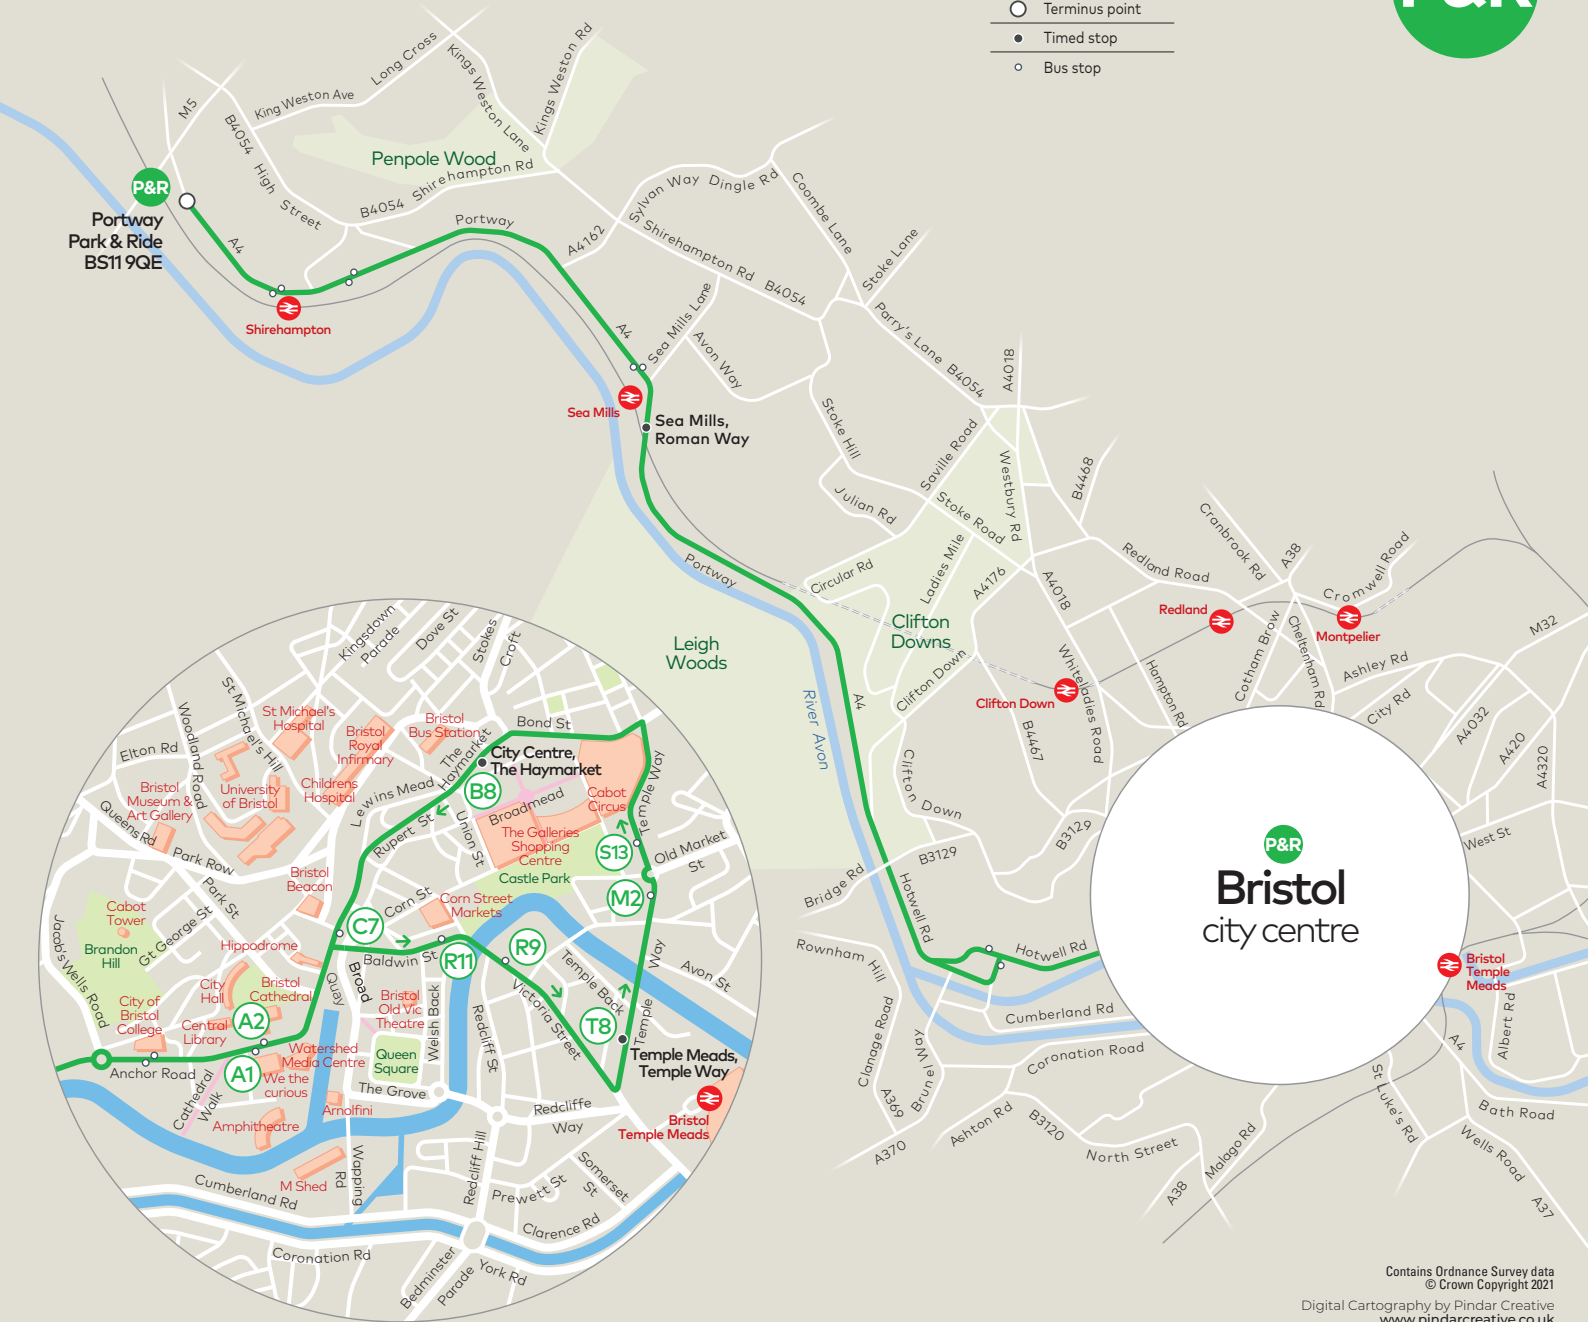 P&R
Terminus point
Timed stop
Bus stop
M5
B4054
High
Street
King Weston Ave
Long Cross
Kings Weston Lane
Kings Weston Rd
Penpole Wood
B4054
Shirehampton Rd
P&R
Portway
Park & Ride
BS11 9QE
A4
Shirehampton
Portway
A4162
Sylvan Way
Dingle Rd
Coombe Lane
Stoke Lane
Shirehampton Rd
B4054
A4
Sea Mills Lane
Avon Way
Parry's Lane
B4054
A4018
Sea Mills
Sea Mills,
Roman Way
Stoke Hill
Saville Road
Julian Rd
Stoke Road
Westbury Rd
B4468
Portway
Circular Rd
Ladies Mile
A4176
A4018
Redland Road
Cranbrook Rd
A38
Cromwell Road
Redland
Montpelier
M32
Leigh
Woods
Clifton
Downs
Clifton Down
Clifton Down
Whiteladies Road
Hampton Rd
Cotham Brow
Cheltenham Rd
Ashley Rd
City Rd
A4032
A420
A4320
River Avon
A4
B4467
Clifton Down
B3129
B3129
Bridge Rd
Hotwell Rd
Hotwell Rd
West St
P&R
Bristol
city centre
Bristol
Temple
Meads
Rownham Hill
Clanage Road
Cumberland Rd
Coronation Road
Brunel Way
A369
A370
Ashton Rd
B3120
North Street
A38
Malago Rd
St Luke's Rd
A4
Albert Rd
Bath Road
Wells Road
A37
Kingsdown
Parade
Dove St
Stokes
Croft
St Michael's Hill
Woodland Road
St Michael's
Hospital
Elton Rd
Bristol
Royal
Infirmary
Bristol
Bus Station
Bond St
The
Haymarket
City Centre,
The Haymarket
B8
Bristol
Museum &
Art Gallery
University
of Bristol
Childrens
Hospital
Lewins Mead
Rupert St
Union St
Broadmead
Cabot
Circus
Temple Way
The Galleries
Shopping
Centre
S13
Old Market
St
Castle Park
M2
Queens Rd
Park Row
Park St
Bristol
Beacon
Corn St
Corn Street
Markets
C7
Cabot
Tower
Brandon
Hill
Gt George St
Hippodrome
Jacob's Wells Road
Baldwin St
R11
R9
Temple Back
Way
Avon St
City
Hall
Bristol
Cathedral
Quay
Broad
Bristol
Old Vic
Theatre
Welsh Back
Redcliff St
Victoria Street
T8
Temple
City of
Bristol
College
Central
Library
A2
Watershed
Media Centre
Queen
Square
Temple Meads,
Temple Way
Anchor Road
A1
We the
curious
Cathedral
Walk
The Grove
Arnolfini
Amphitheatre
Redcliffe
Way
Bristol
Temple Meads
M Shed
Wapping
Rd
Redcliff Hill
Prewett St
Somerset
St
Cumberland Rd
Clarence Rd
Coronation Rd
Bedminster
Parade
York Rd
Contains Ordnance Survey data
© Crown Copyright 2021
Digital Cartography by Pindar Creative
www.pindarcreative.co.uk